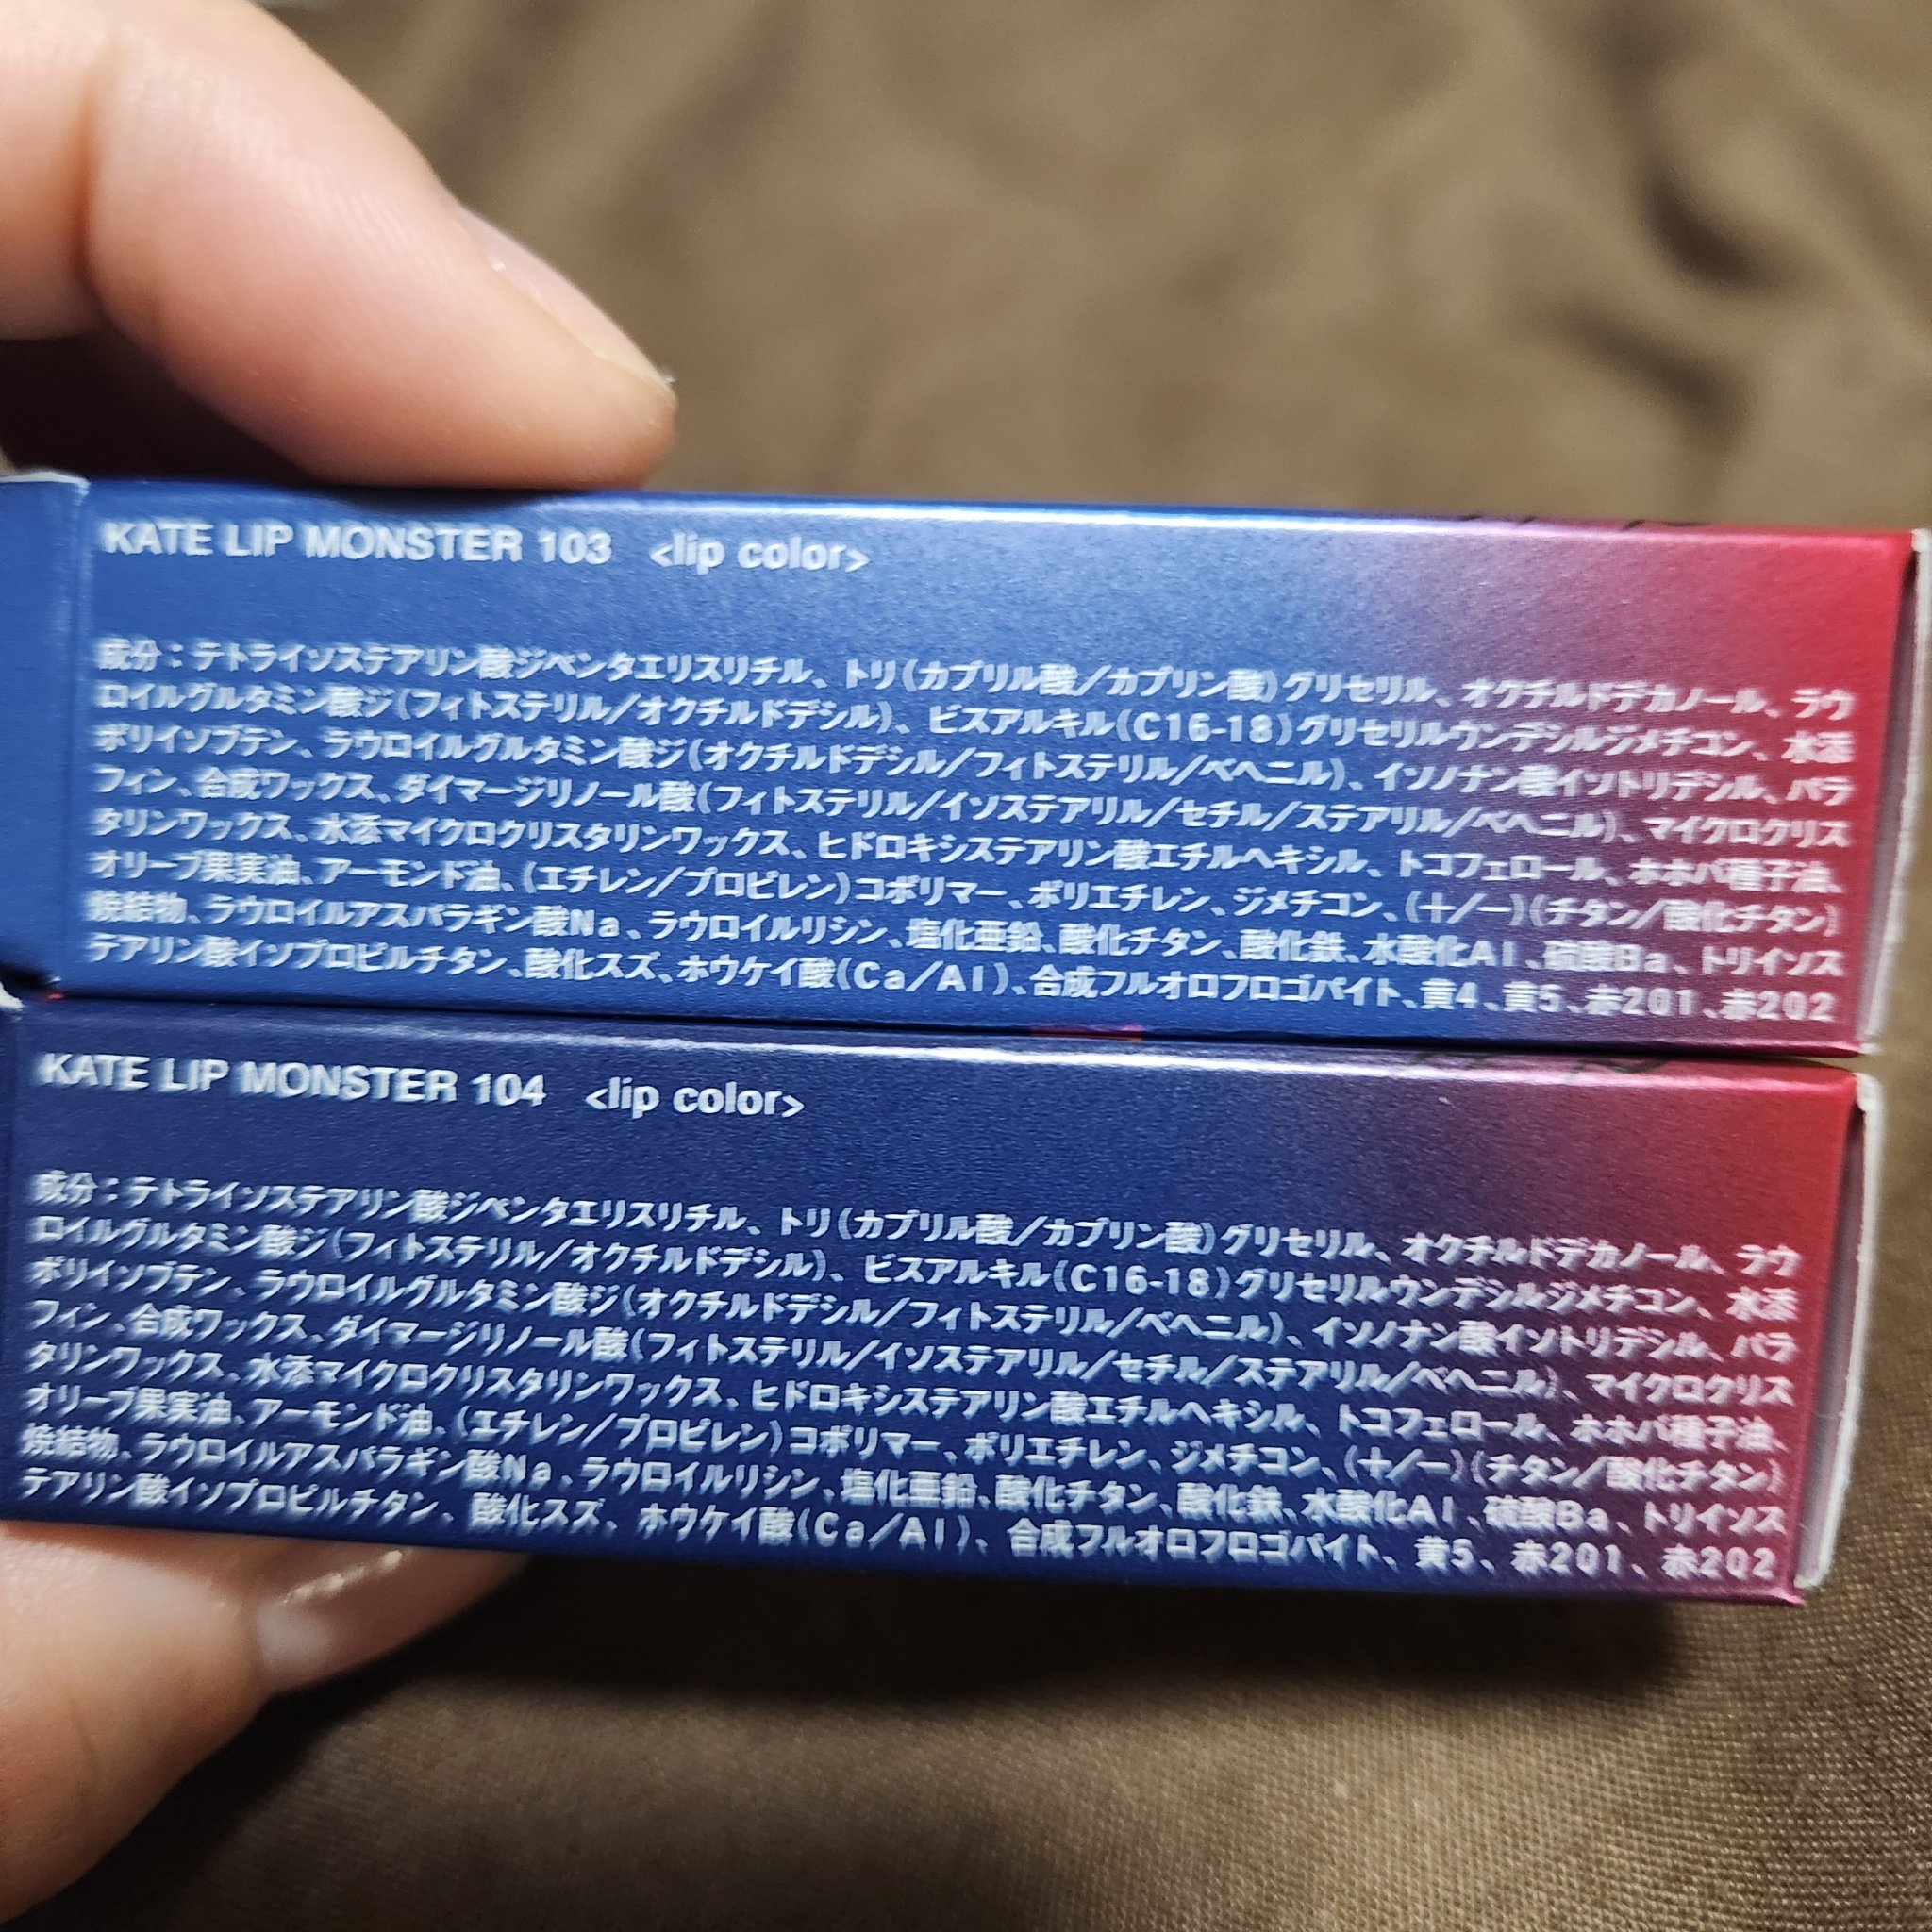 KATE LIP MONSTER 103 <lip color>
成分：テトライソステアリン酸ジペンタエリスリチル、トリ(カプリル酸／カプリン酸)グリセリル、オクチルドデカノール、ラウ
ロイルグルタミン酸ジ(フィトステリル／オクチルドデシル)、ビスアルキル(C16-18)グリセリルウンデシルジメチコン、水添
ポリイソブテン、ラウロイルグルタミン酸ジ(オクチルドデシル／フィトステリル／ベヘニル)、イソノナン酸イソトリデシル、パラ
フィン、合成ワックス、ダイマージリノール酸(フィトステリル／イソステアリル／セチル／ステアリル／ベヘニル)、マイクロクリス
タリンワックス、水添マイクロクリスタリンワックス、ヒドロキシステアリン酸エチルヘキシル、トコフェロール、ホホバ種子油、
オリーブ果実油、アーモンド油、(エチレン／プロピレン)コポリマー、ポリエチレン、ジメチコン、(＋／－)(チタン／酸化チタン)
焼結物、ラウロイルアスパラギン酸Na、ラウロイルリシン、塩化亜鉛、酸化チタン、酸化鉄、水酸化Al、硫酸Ba、トリイソス
テアリン酸イソプロピルチタン、酸化スズ、ホウケイ酸(Ca／Al)、合成フルオロフロゴパイト、黄4、黄5、赤201、赤202
KATE LIP MONSTER 104 <lip color>
成分：テトライソステアリン酸ジペンタエリスリチル、トリ(カプリル酸／カプリン酸)グリセリル、オクチルドデカノール、ラウ
ロイルグルタミン酸ジ(フィトステリル／オクチルドデシル)、ビスアルキル(C16-18)グリセリルウンデシルジメチコン、水添
ポリイソブテン、ラウロイルグルタミン酸ジ(オクチルドデシル／フィトステリル／ベヘニル)、イソノナン酸イソトリデシル、パラ
フィン、合成ワックス、ダイマージリノール酸(フィトステリル／イソステアリル／セチル／ステアリル／ベヘニル)、マイクロクリス
タリンワックス、水添マイクロクリスタリンワックス、ヒドロキシステアリン酸エチルヘキシル、トコフェロール、ホホバ種子油、
オリーブ果実油、アーモンド油、(エチレン／プロピレン)コポリマー、ポリエチレン、ジメチコン、(＋／－)(チタン／酸化チタン)
焼結物、ラウロイルアスパラギン酸Na、ラウロイルリシン、塩化亜鉛、酸化チタン、酸化鉄、水酸化Al、硫酸Ba、トリイソス
テアリン酸イソプロピルチタン、酸化スズ、ホウケイ酸(Ca／Al)、合成フルオロフロゴパイト、黄5、赤201、赤202